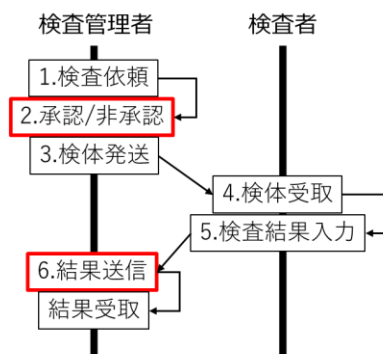 検査管理者
検査者
1.検査依頼
2.承認/非承認
3.検体発送
4.検体受取
5.検査結果入力
6.結果送信
結果受取